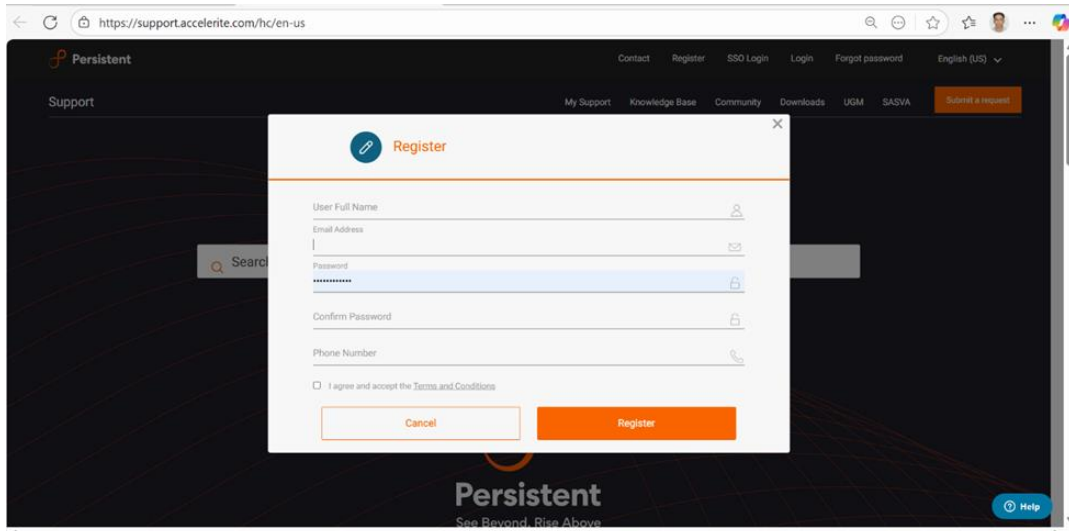 https://support.accelerite.com/hc/en-us
Persistent
Contact Register SSO Login Login Forgot password English (US)
Support
My Support Knowledge Base Community Downloads UGM SASVA Submit a request
Register
User Full Name
Email Address
Search
Password
••••••••••••
Confirm Password
Phone Number
I agree and accept the Terms and Conditions
Cancel Register
Persistent
See Beyond, Rise Above
Help